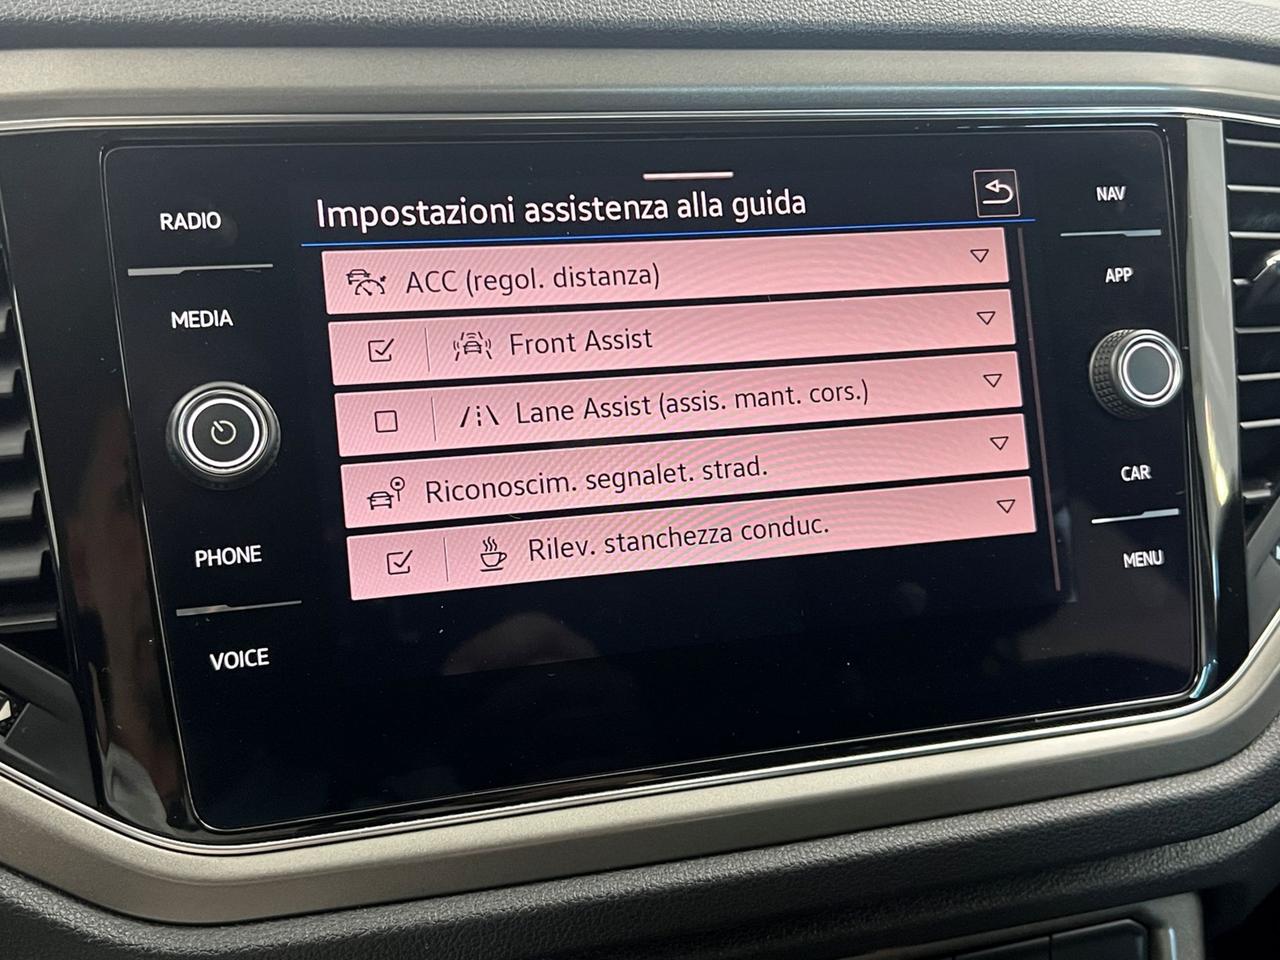 Impostazioni assistenza alla guida
RADIO
MEDIA
PHONE
VOICE
ACC (regol. distanza)
Front Assist
Lane Assist (assis. mant. cors.)
Riconoscim. segnalet. strad.
Rilev. stanchezza conduc.
NAV
APP
CAR
MENU